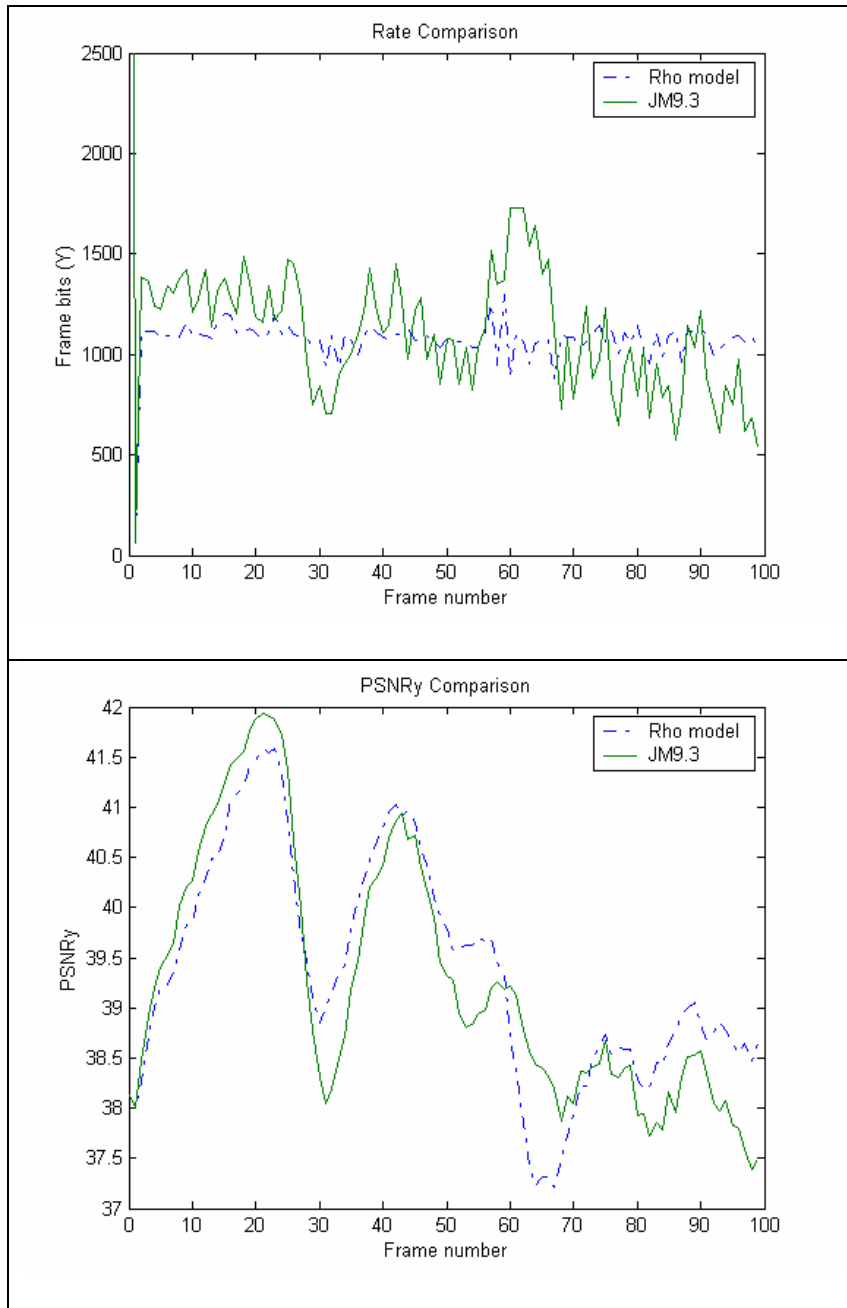 Rate Comparison
2500
2000
1500
1000
500
0
Frame bits (Y)
Rho model
JM9.3
0 10 20 30 40 50 60 70 80 90 100
Frame number
PSNRy Comparison
42
41.5
41
40.5
40
39.5
39
38.5
38
37.5
37
PSNRy
Rho model
JM9.3
0 10 20 30 40 50 60 70 80 90 100
Frame number